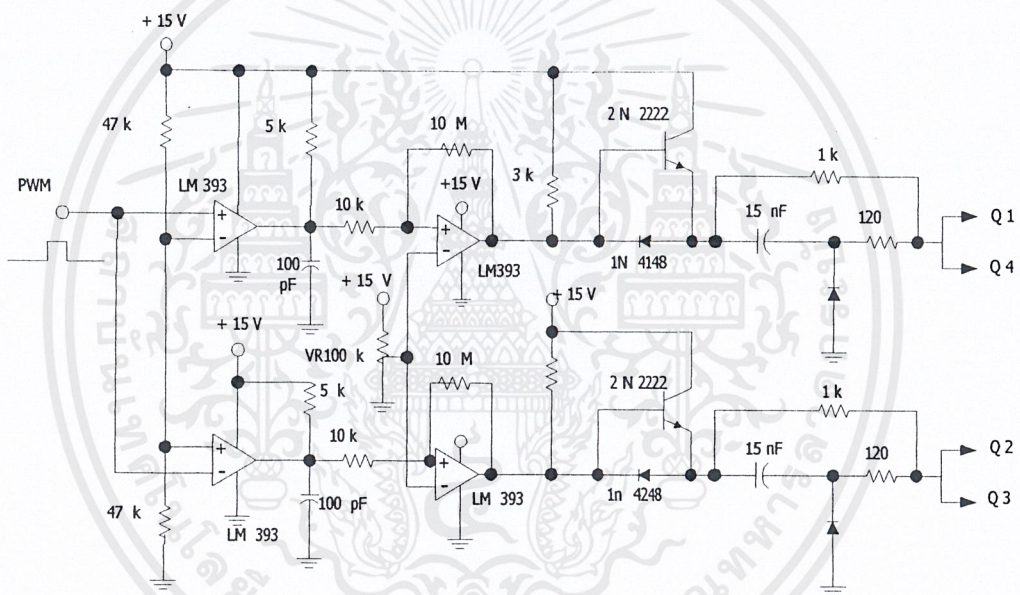 + 15 V
47 k
5 k
10 M
2 N 2222
1 k
PWM
LM 393
10 k
+15 V
3 k
15 nF
120
Q 1
Q 4
100
pF
LM393
1N 4148
+ 15 V
+ 15 V
+ 15 V
VR100 k
10 M
5 k
2 N 2222
1 k
10 k
15 nF
120
Q 2
Q 3
47 k
100 pF
LM 393
1n 4248
LM 393